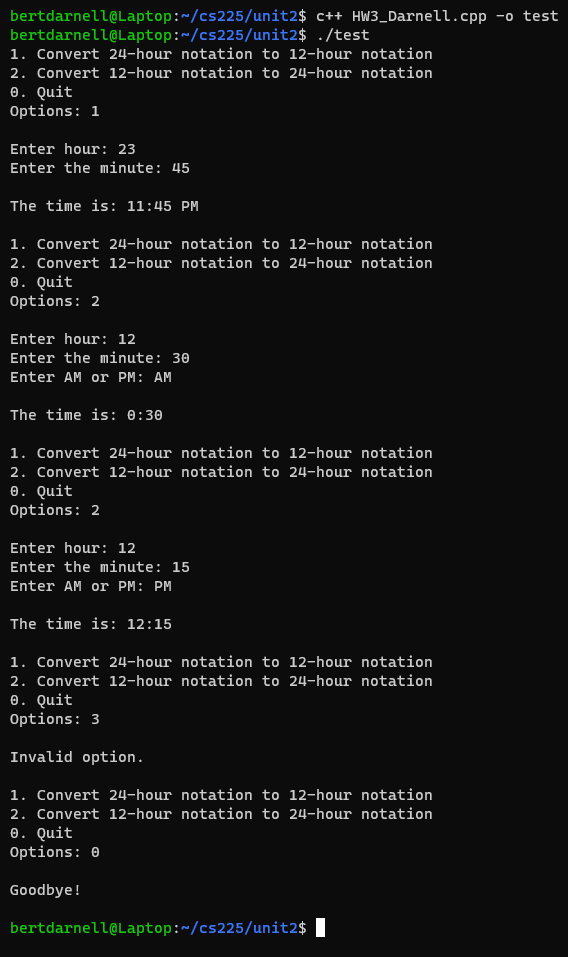 bertdarnell@Laptop:~/cs225/unit2$ c++ HW3_Darnell.cpp -o test
bertdarnell@Laptop:~/cs225/unit2$ ./test
1. Convert 24-hour notation to 12-hour notation
2. Convert 12-hour notation to 24-hour notation
0. Quit
Options: 1

Enter hour: 23
Enter the minute: 45

The time is: 11:45 PM

1. Convert 24-hour notation to 12-hour notation
2. Convert 12-hour notation to 24-hour notation
0. Quit
Options: 2

Enter hour: 12
Enter the minute: 30
Enter AM or PM: AM

The time is: 0:30

1. Convert 24-hour notation to 12-hour notation
2. Convert 12-hour notation to 24-hour notation
0. Quit
Options: 2

Enter hour: 12
Enter the minute: 15
Enter AM or PM: PM

The time is: 12:15

1. Convert 24-hour notation to 12-hour notation
2. Convert 12-hour notation to 24-hour notation
0. Quit
Options: 3

Invalid option.

1. Convert 24-hour notation to 12-hour notation
2. Convert 12-hour notation to 24-hour notation
0. Quit
Options: 0

Goodbye!

bertdarnell@Laptop:~/cs225/unit2$